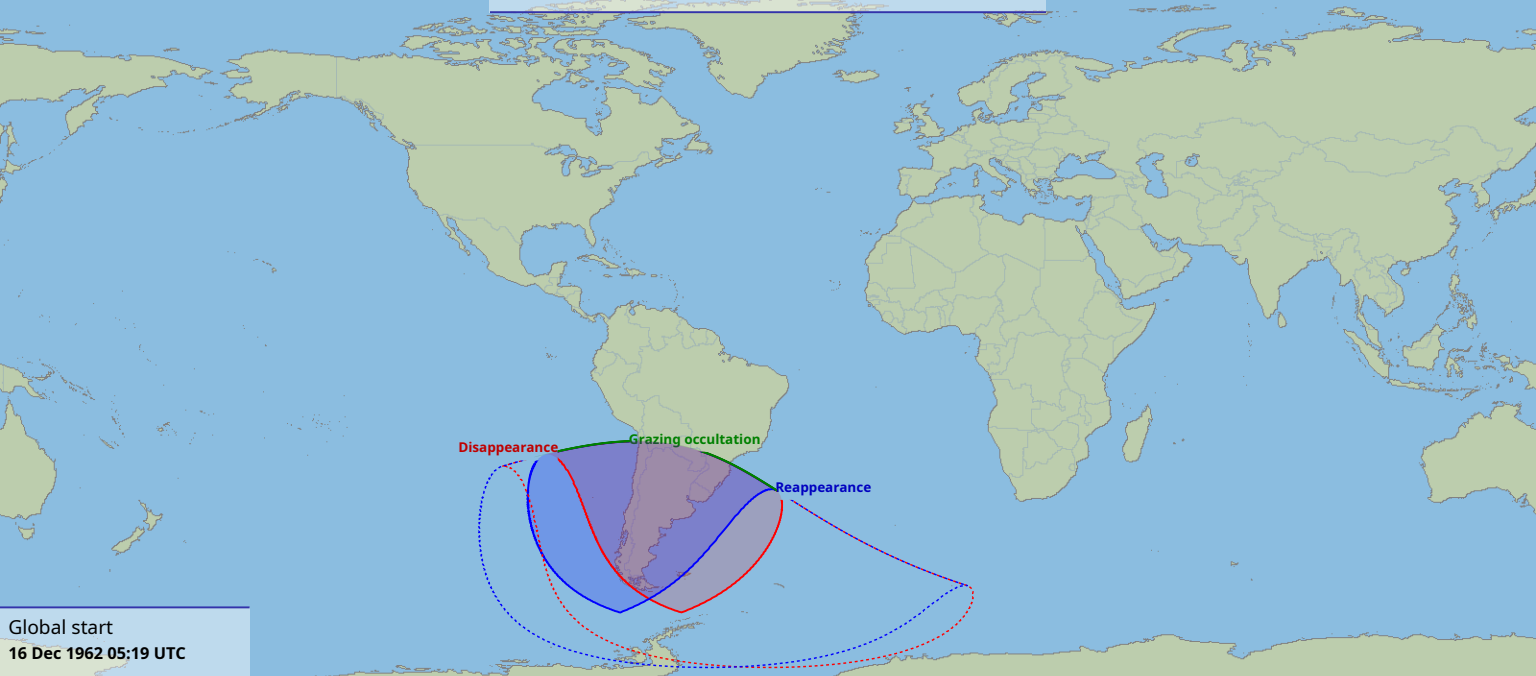 Grazing occultation
Disappearance
Reappearance
Global start
16 Dec 1962 05:19 UTC